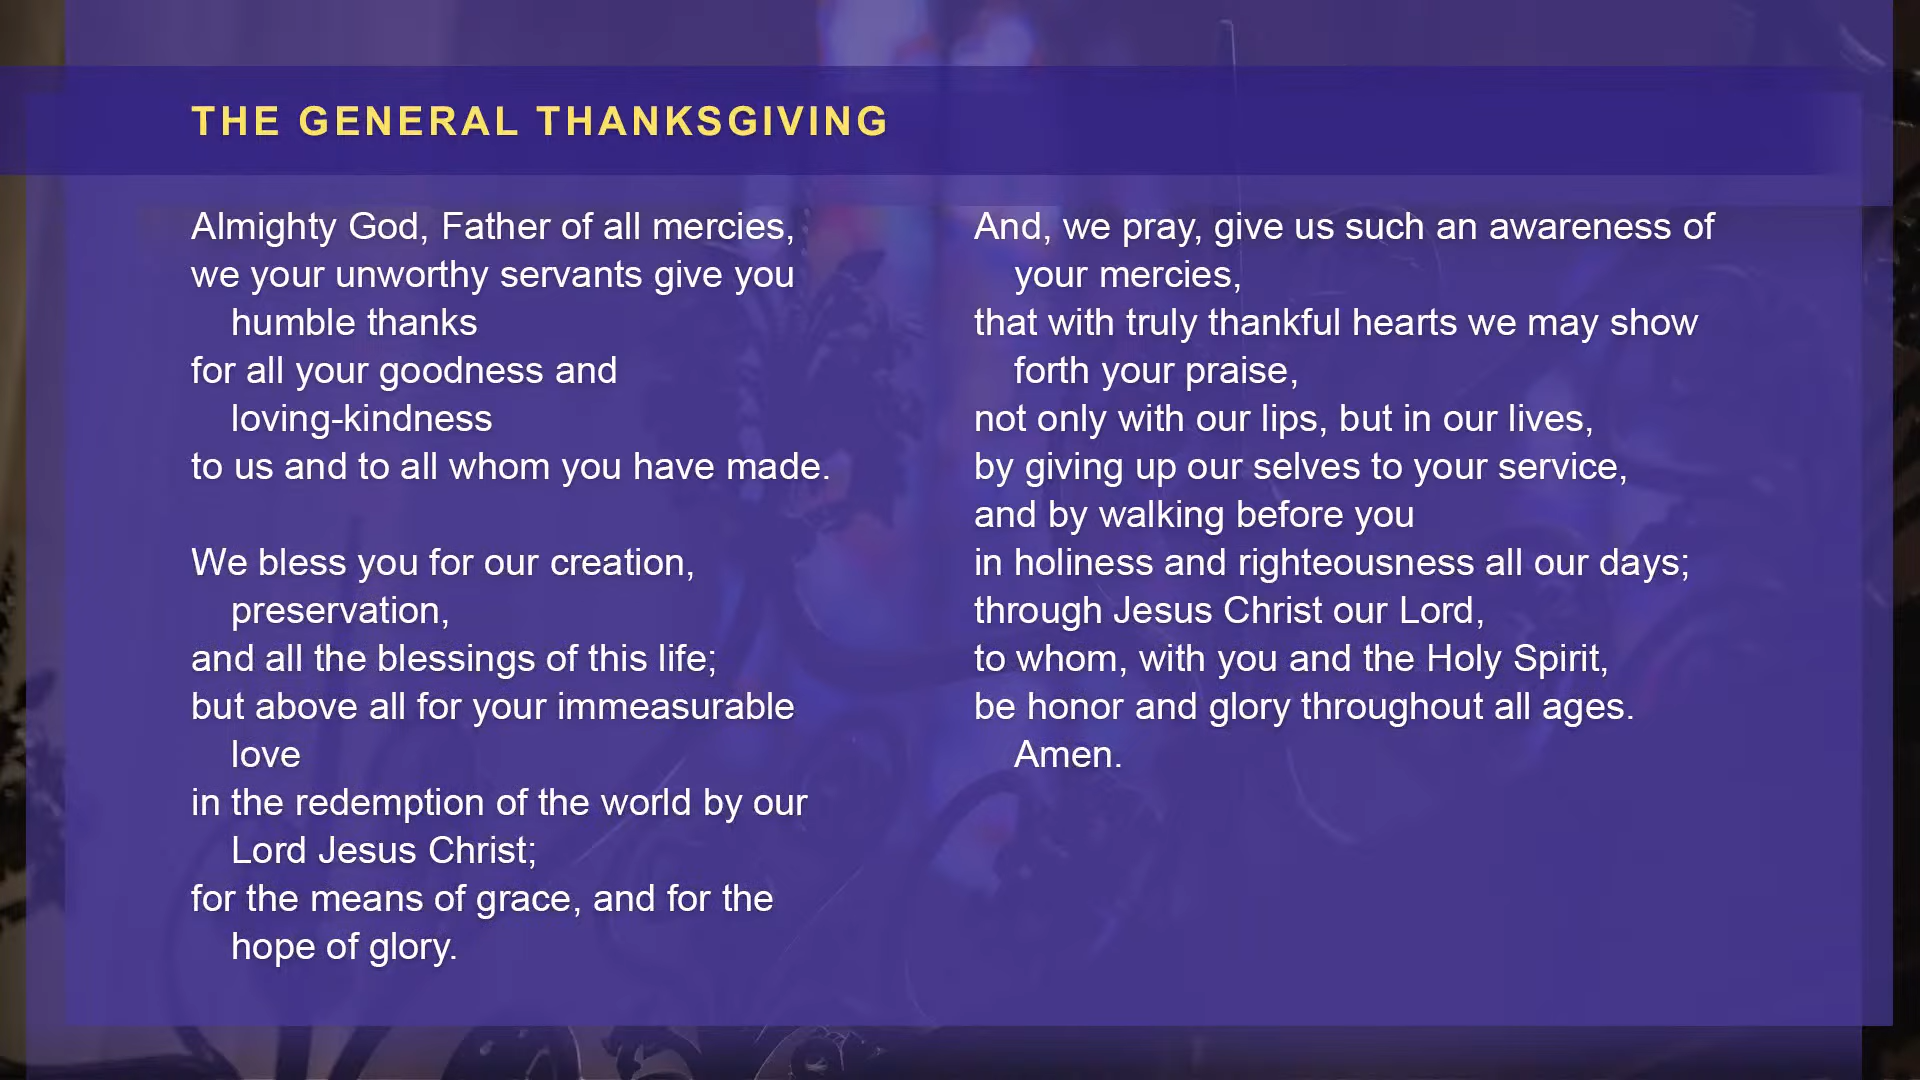 THE GENERAL THANKSGIVING
Almighty God, Father of all mercies,
we your unworthy servants give you
humble thanks
for all your goodness and
loving-kindness
to us and to all whom you have made.
We bless you for our creation,
preservation,
and all the blessings of this life;
but above all for your immeasurable
love
in the redemption of the world by our
Lord Jesus Christ;
for the means of grace, and for the
hope of glory.
And, we pray, give us such an awareness of
your mercies,
that with truly thankful hearts we may show
forth your praise,
not only with our lips, but in our lives,
by giving up our selves to your service,
and by walking before you
in holiness and righteousness all our days;
through Jesus Christ our Lord,
to whom, with you and the Holy Spirit,
be honor and glory throughout all ages.
Amen.